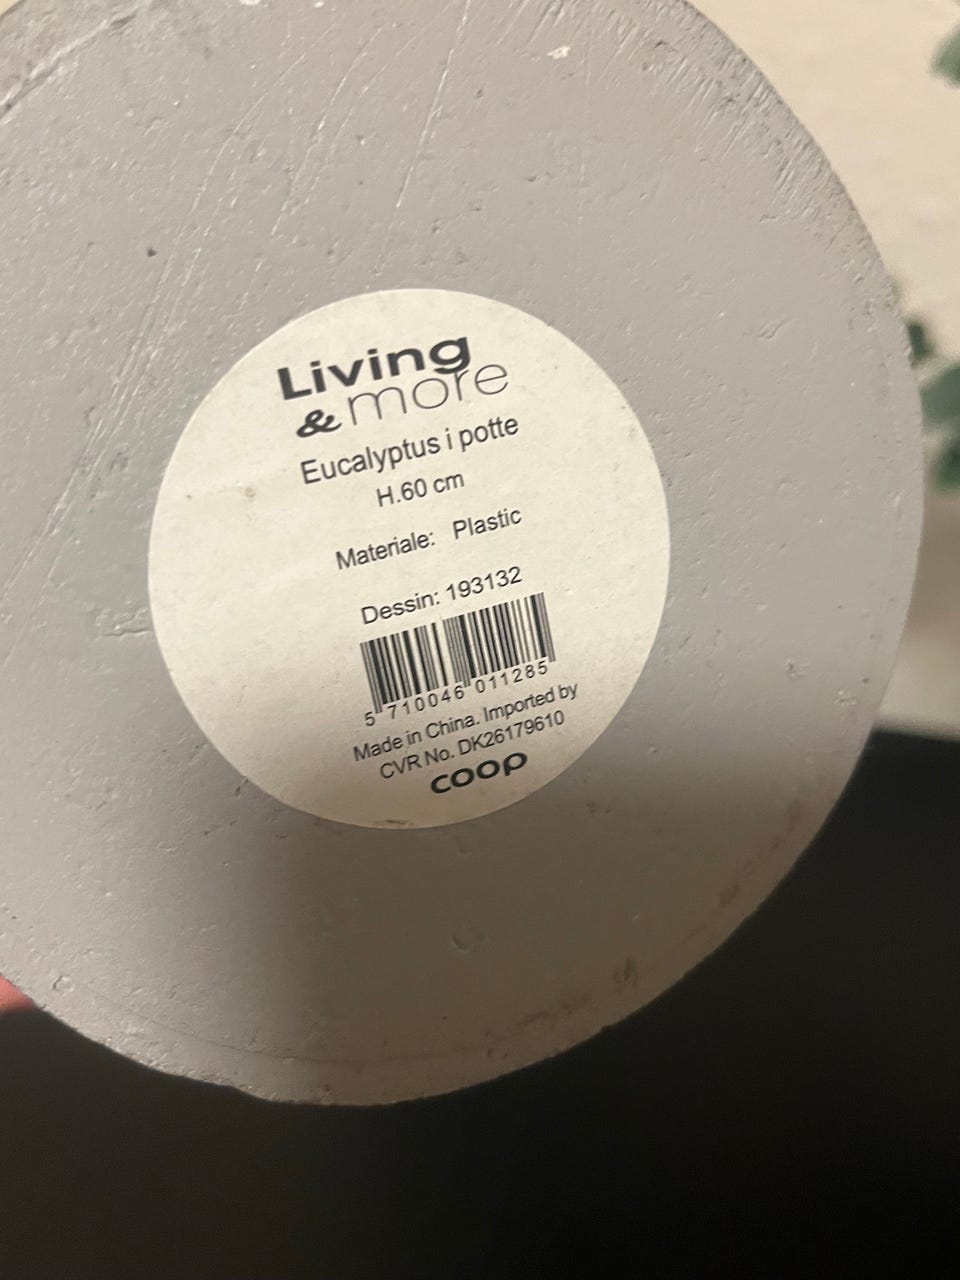 Living
& more
Eucalyptus i potte
H.60 cm
Materiale: Plastic
Dessin: 193132
5 710046 011285
Made in China. Imported by
CVR No. DK26179610
coop